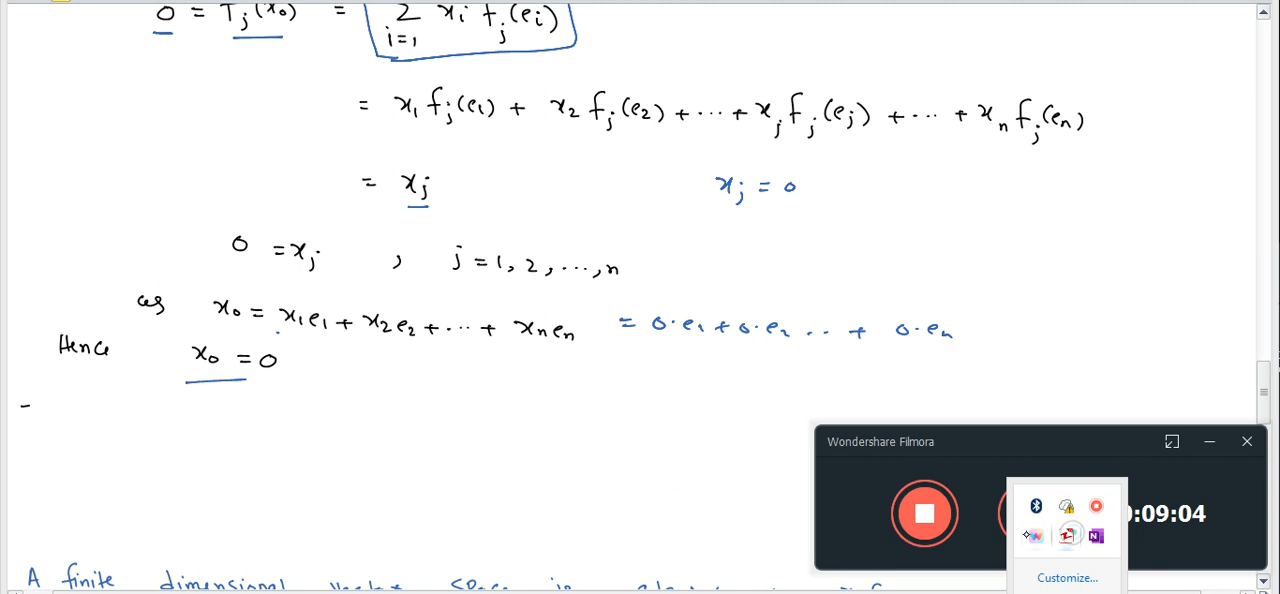 0 = f_j(x_0) = Σ_{i=1} x_i f_j(e_i)
= x_1 f_j(e_1) + x_2 f_j(e_2) + ... + x_j f_j(e_j) + ... + x_n f_j(e_n)
= x_j x_j = 0
0 = x_j , j = 1, 2, ..., n
as x_0 = x_1e_1 + x_2e_2 + ... + x_ne_n = 0·e_1 + 0·e_2 .. + 0·e_n
Hence x_0 = 0
Wondershare Filmora
:09:04
Customize...
A finite dimensional vector space is